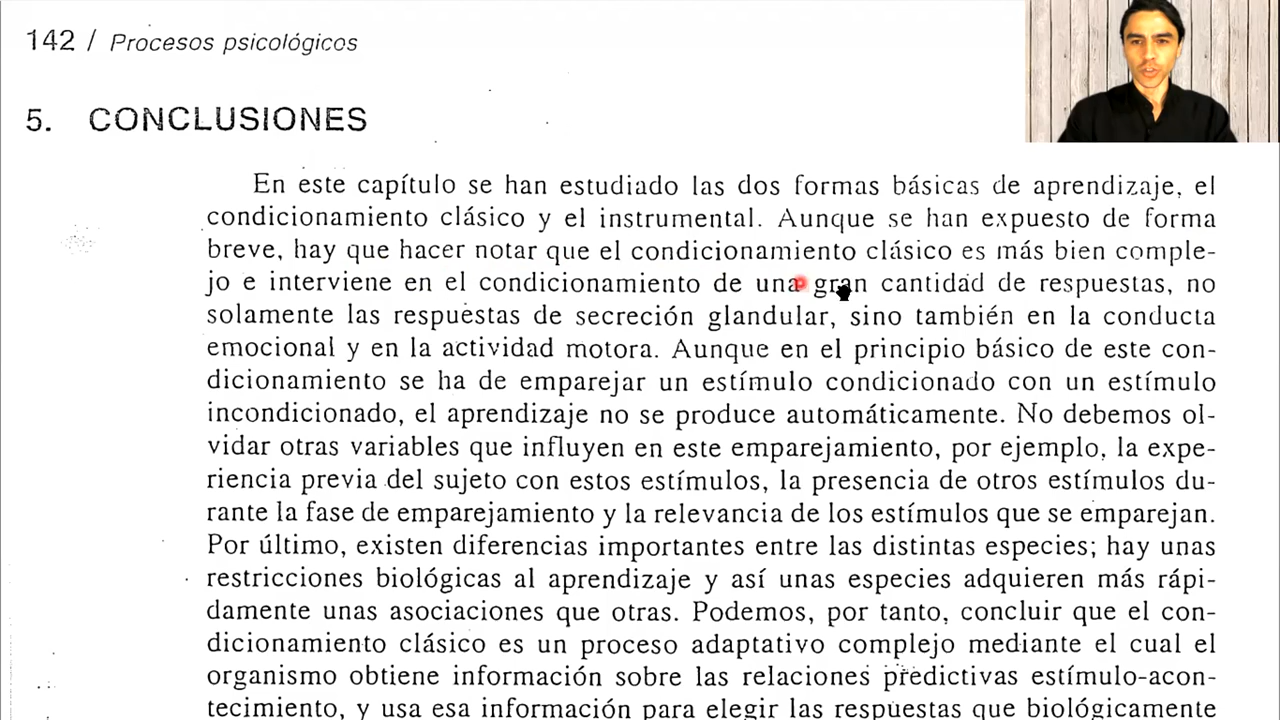 142 / Procesos psicológicos
5. CONCLUSIONES
En este capítulo se han estudiado las dos formas básicas de aprendizaje, el
condicionamiento clásico y el instrumental. Aunque se han expuesto de forma
breve, hay que hacer notar que el condicionamiento clásico es más bien comple-
jo e interviene en el condicionamiento de una gran cantidad de respuestas, no
solamente las respuestas de secreción glandular, sino también en la conducta
emocional y en la actividad motora. Aunque en el principio básico de este con-
dicionamiento se ha de emparejar un estímulo condicionado con un estímulo
incondicionado, el aprendizaje no se produce automáticamente. No debemos ol-
vidar otras variables que influyen en este emparejamiento, por ejemplo, la expe-
riencia previa del sujeto con estos estímulos, la presencia de otros estímulos du-
rante la fase de emparejamiento y la relevancia de los estímulos que se emparejan.
Por último, existen diferencias importantes entre las distintas especies; hay unas
restricciones biológicas al aprendizaje y así unas especies adquieren más rápi-
damente unas asociaciones que otras. Podemos, por tanto, concluir que el con-
dicionamiento clásico es un proceso adaptativo complejo mediante el cual el
organismo obtiene información sobre las relaciones predictivas estímulo-acon-
tecimiento, y usa esa información para elegir las respuestas que biológicamente